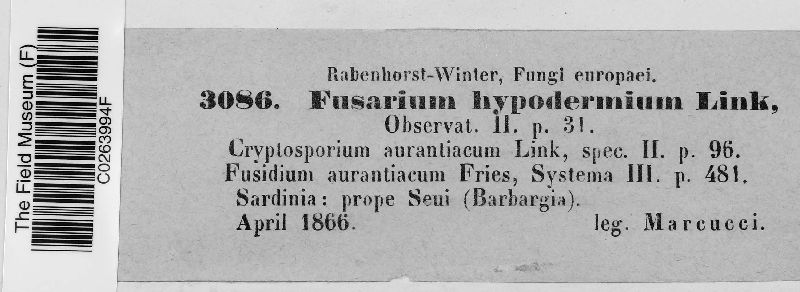 The Field Museum (F)
C0263994F
Rabenhorst-Winter, Fungi europaei.
3086. Fusarium hypodermium Link,
Observat. II. p. 31.
Cryptosporium aurantiacum Link, spec. II. p. 96.
Fusidium aurantiacum Fries, Systema III. p. 481.
Sardinia: prope Seui (Barbargia).
April 1866. leg. Marcucci.